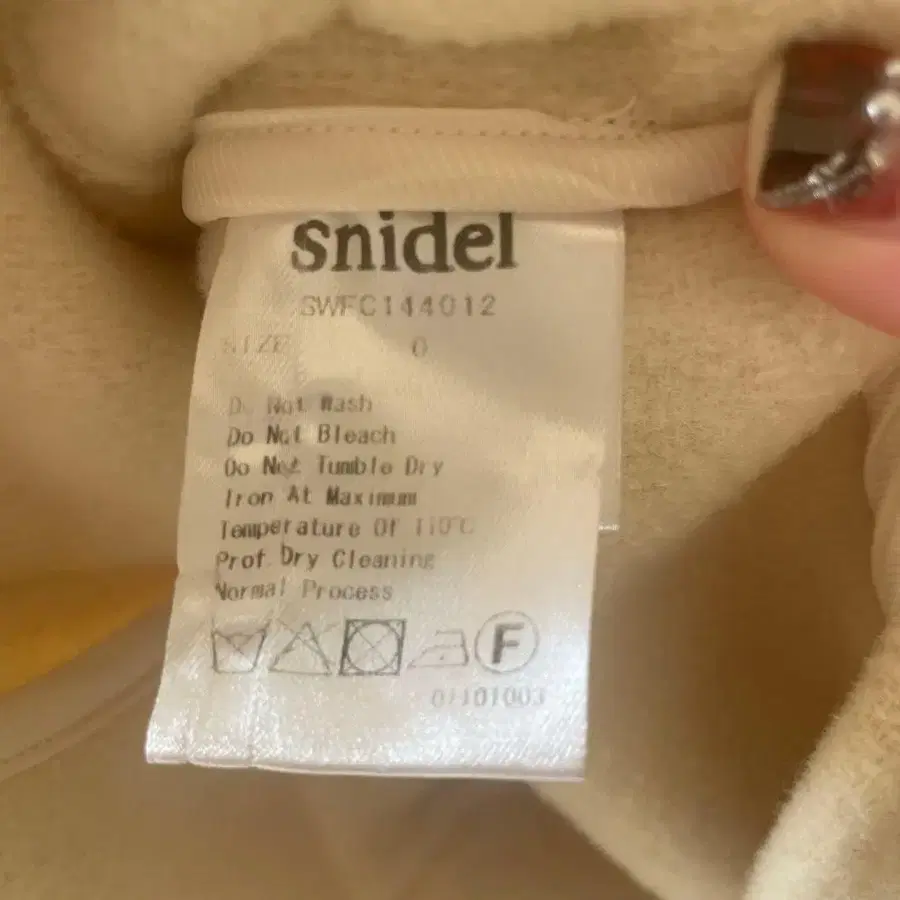 snidel
SWFC144012
SIZE 0
Do Not Wash
Do Not Bleach
Do Not Tumble Dry
Iron At Maximum
Temperature Of 110°C
Prof. Dry Cleaning
Normal Process
F
01101003